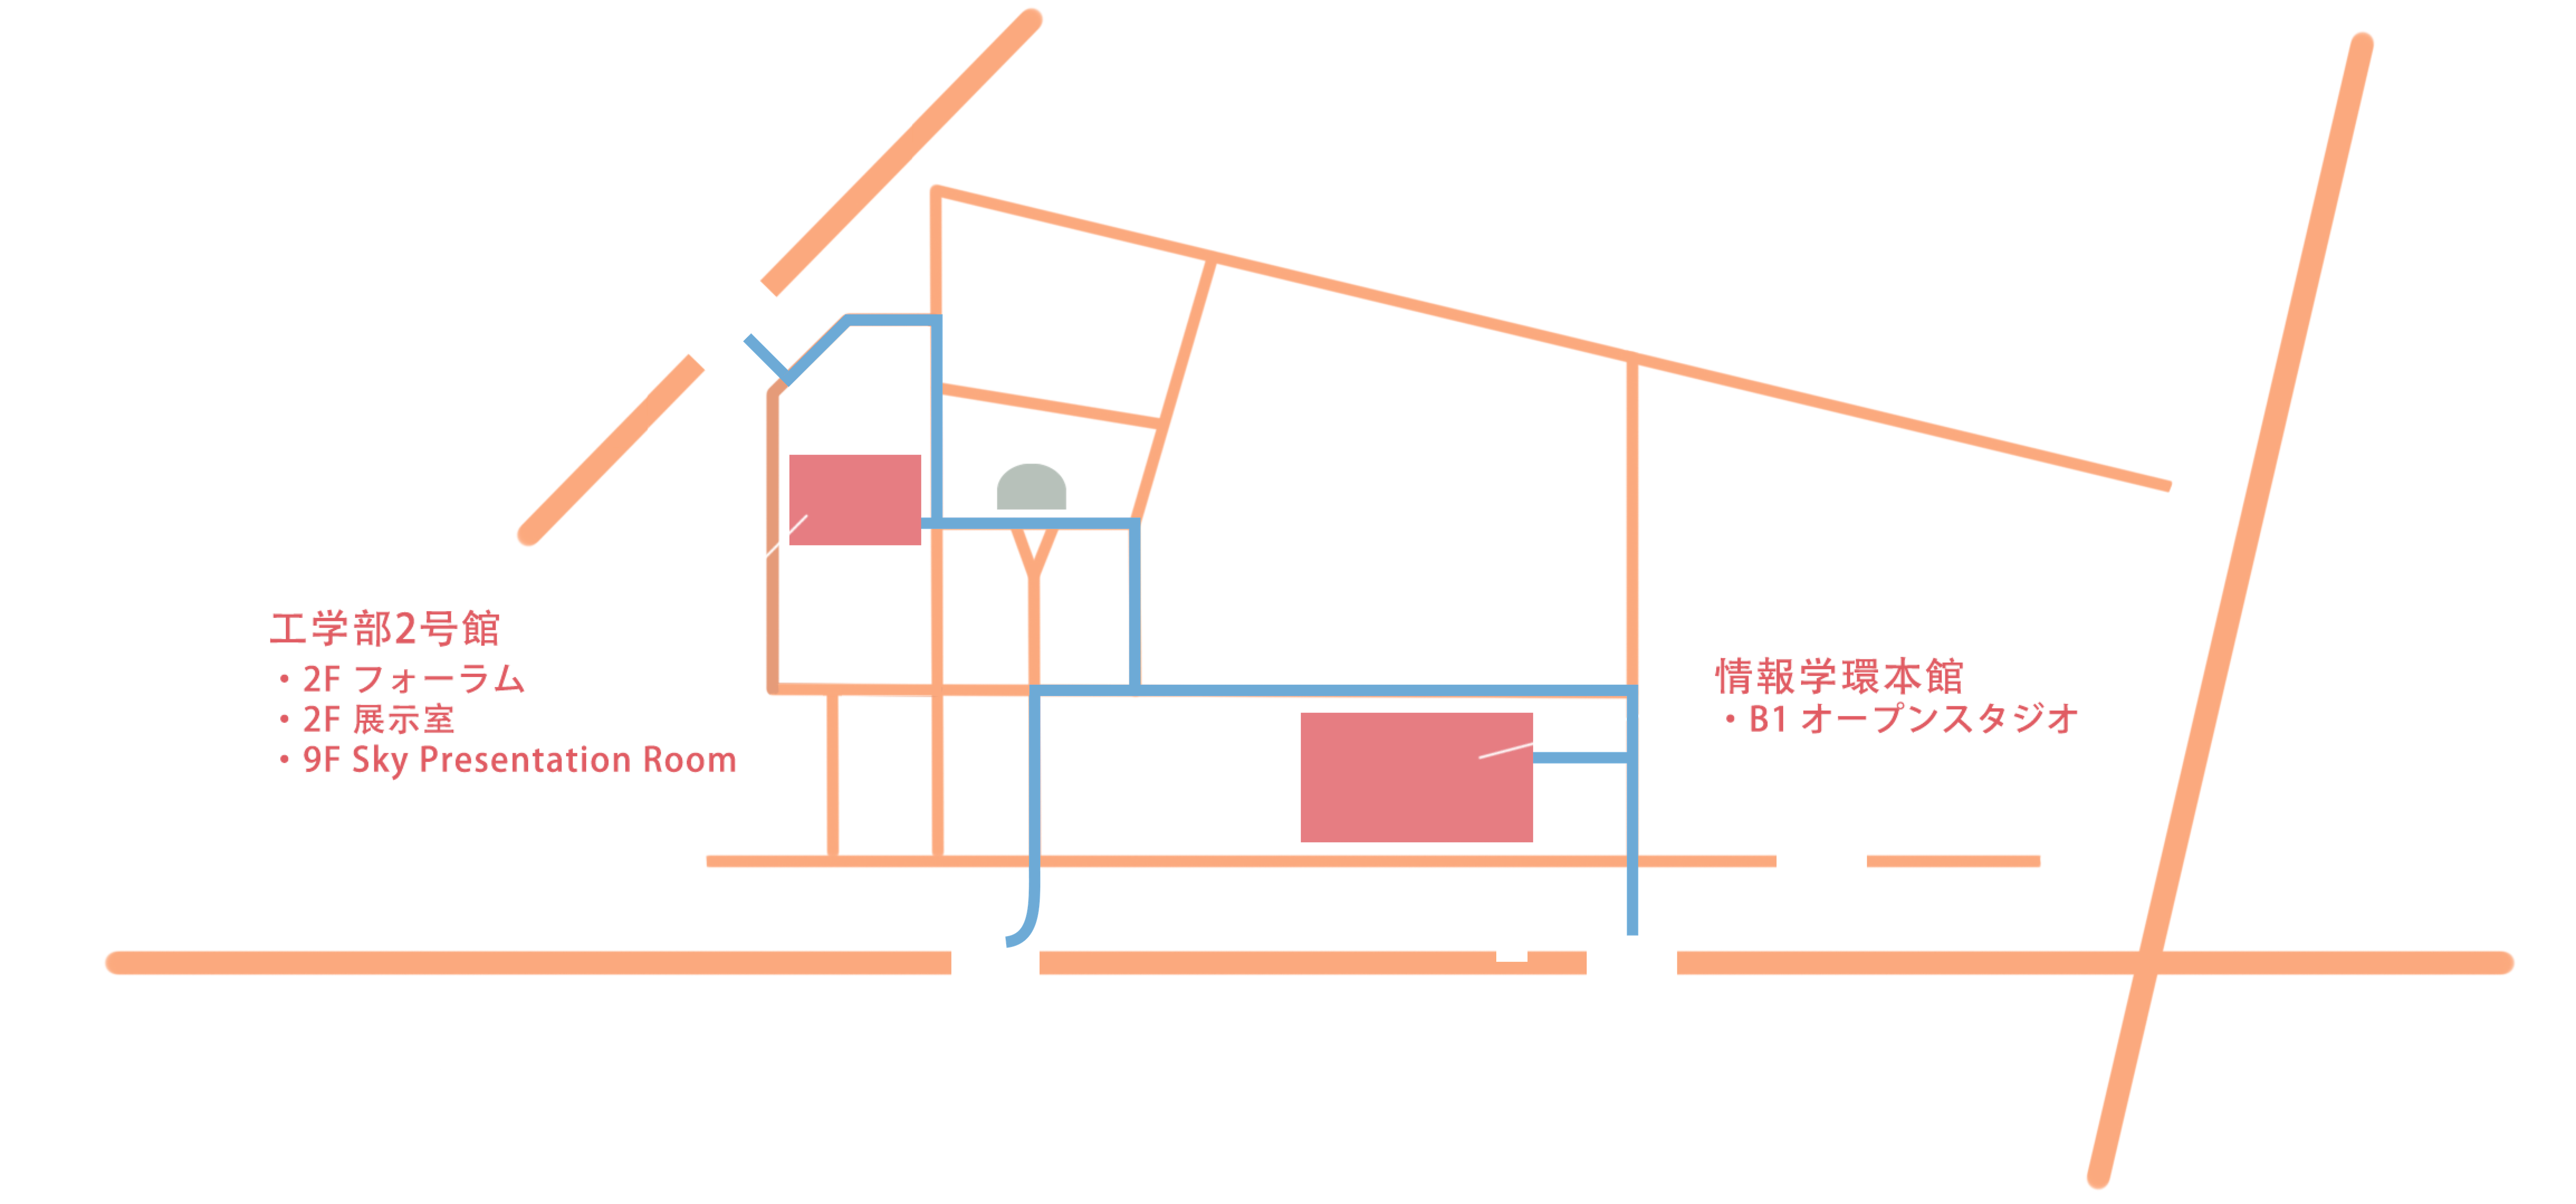 工学部2号館
・2F フォーラム
・2F 展示室
・9F Sky Presentation Room
情報学環本館
・B1 オープンスタジオ